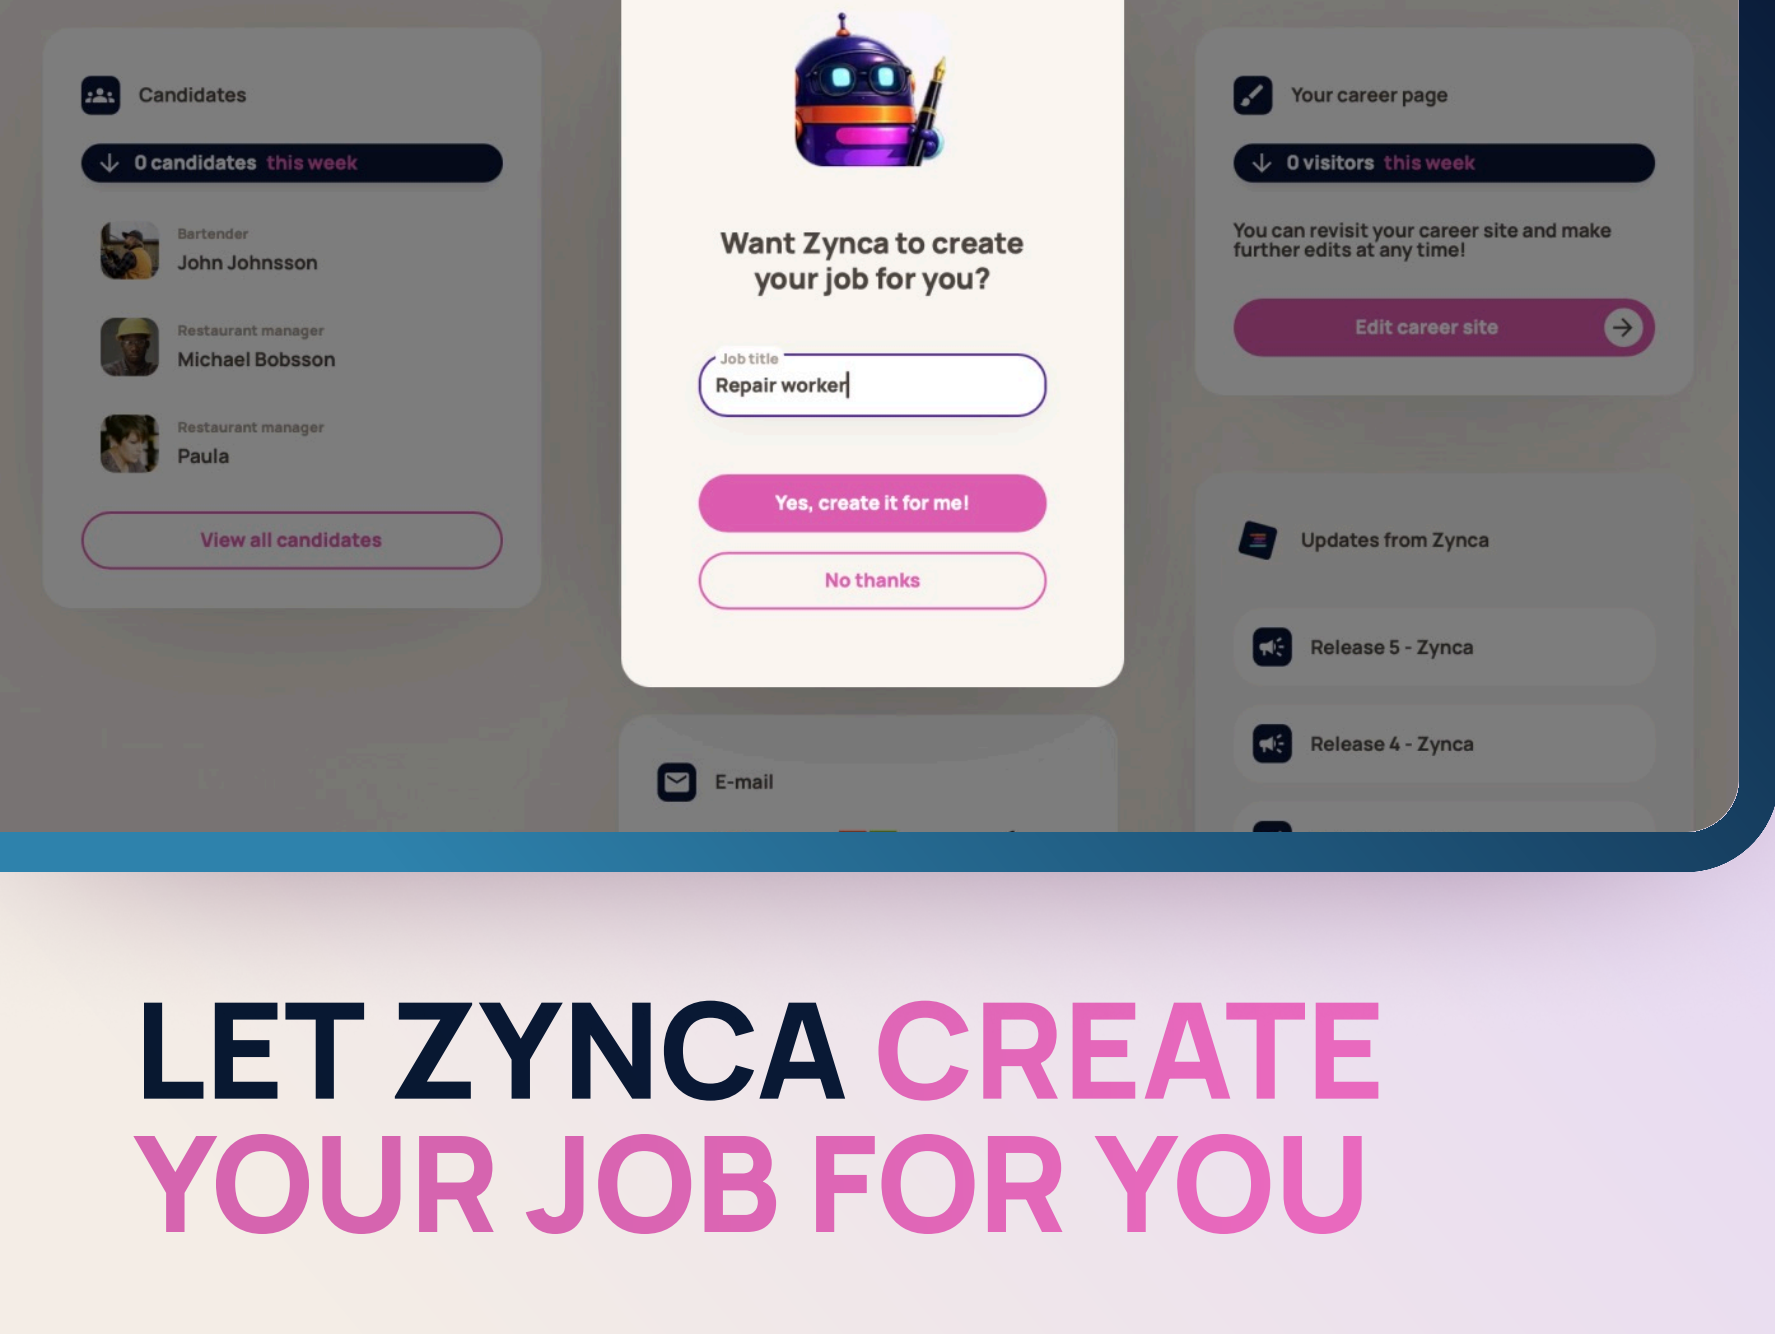 Candidates
0 candidates this week
Bartender
John Johnsson
Restaurant manager
Michael Bobsson
Restaurant manager
Paula
View all candidates
Want Zynca to create
your job for you?
Job title
Repair worker
Yes, create it for me!
No thanks
E-mail
Your career page
0 visitors this week
You can revisit your career site and make
further edits at any time!
Edit career site
Updates from Zynca
Release 5 - Zynca
Release 4 - Zynca
LET ZYNCA CREATE
YOUR JOB FOR YOU